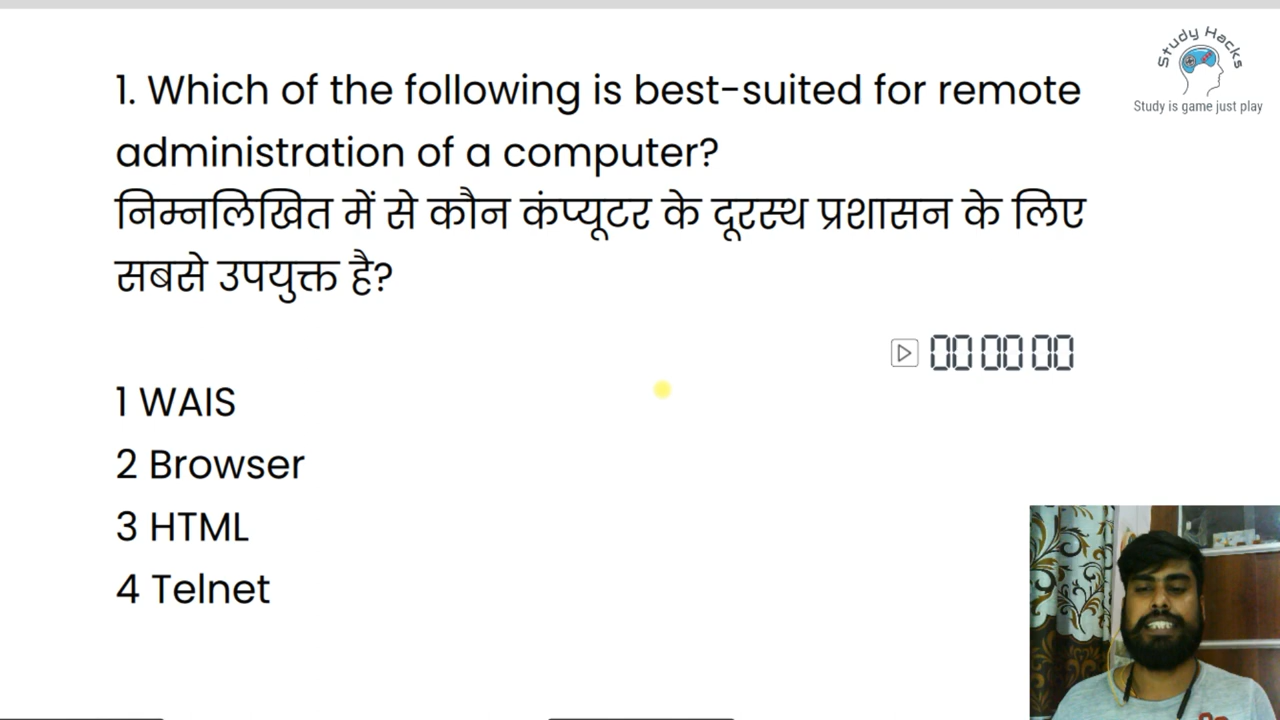 Study Hacks
Study is game just play
1. Which of the following is best-suited for remote
administration of a computer?
निम्नलिखित में से कौन कंप्यूटर के दूरस्थ प्रशासन के लिए
सबसे उपयुक्त है?
00 00 00
1 WAIS
2 Browser
3 HTML
4 Telnet